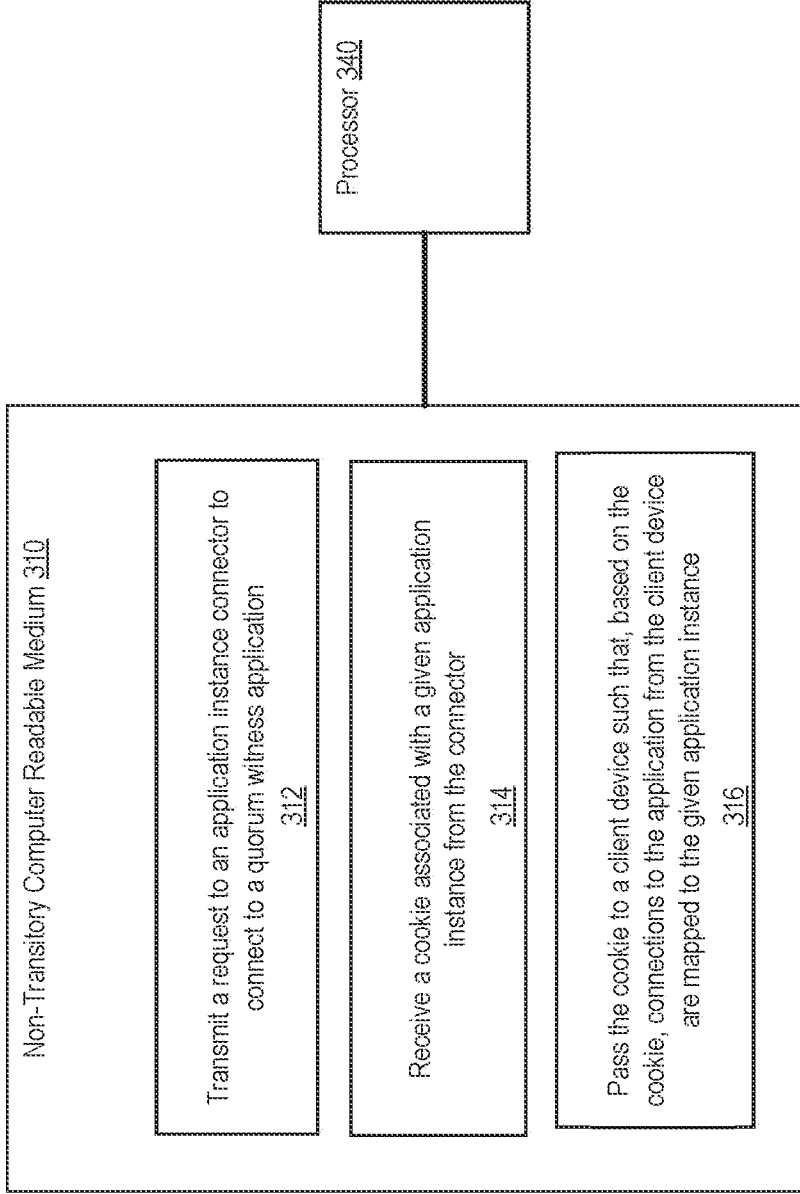 Non-Transitory Computer Readable Medium 310
Transmit a request to an application instance connector to
connect to a quorum witness application
312
Receive a cookie associated with a given application
instance from the connector
314
Pass the cookie to a client device such that, based on the
cookie, connections to the application from the client device
are mapped to the given application instance
316
Processor 340